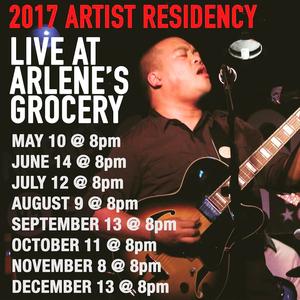 2017 ARTIST RESIDENCY
LIVE AT
ARLENE'S
GROCERY
MAY 10 @ 8pm
JUNE 14 @ 8pm
JULY 12 @ 8pm
AUGUST 9 @ 8pm
SEPTEMBER 13 @ 8pm
OCTOBER 11 @ 8pm
NOVEMBER 8 @ 8pm
DECEMBER 13 @ 8pm